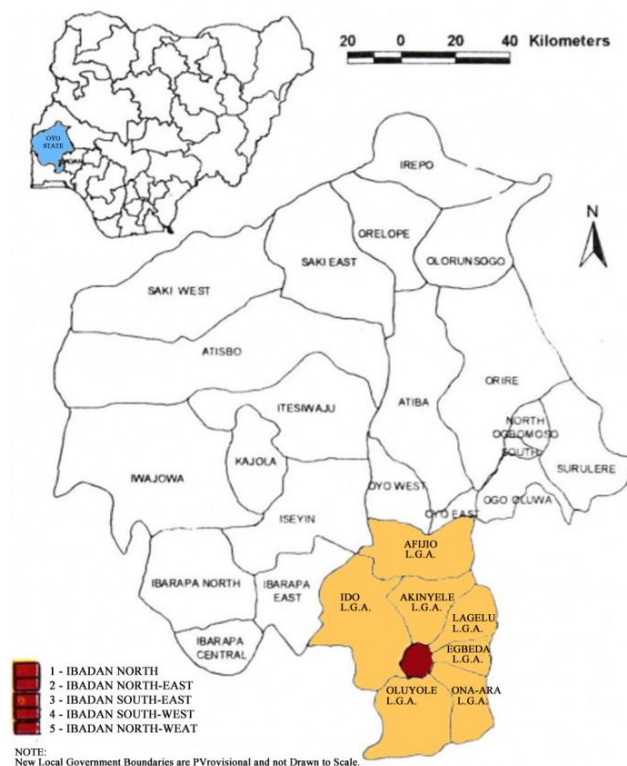 20 0 20 40 Kilometers
OYO
STATE
IBADAN
N
IREPO
ORELOPE
SAKI EAST
OLORUNSOGO
SAKI WEST
ATISBO
ORIRE
ITESIWAJU
ATIBA
NORTH
OGBOMOSO
SOUTH
KAJOLA
SURULERE
IWAJOWA
OYO WEST
OGO OLUWA
OYO EAST
ISEYIN
AFIJIO
L.G.A.
IBARAPA NORTH
IBARAPA
EAST
IDO
L.G.A.
AKINYELE
L.G.A.
LAGELU
L.G.A.
IBARAPA
CENTRAL
EGBEDA
L.G.A.
OLUYOLE
L.G.A.
ONA-ARA
L.G.A.
1 - IBADAN NORTH
2 - IBADAN NORTH-EAST
3 - IBADAN SOUTH-EAST
4 - IBADAN SOUTH-WEST
5 - IBADAN NORTH-WEAT
NOTE:
New Local Government Boundaries are PVrovisional and not Drawn to Scale.